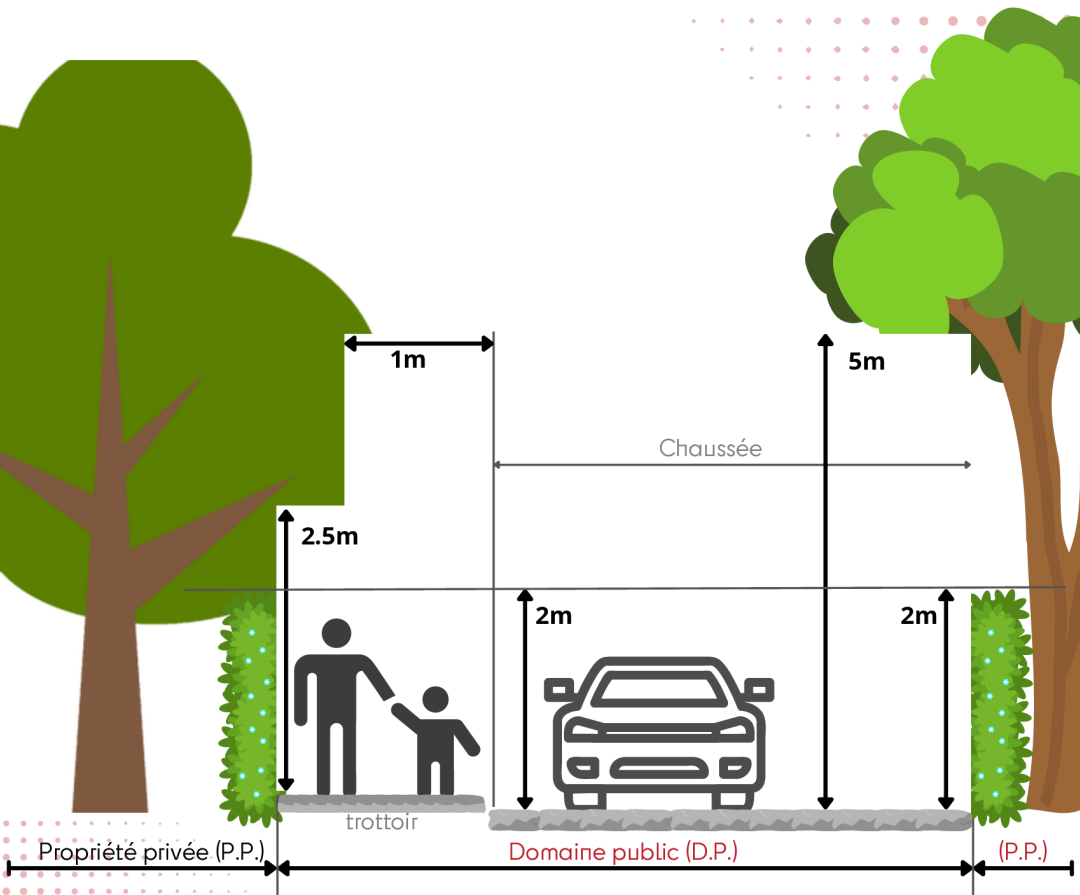 1m
5m
Chaussée
2.5m
2m
2m
trottoir
Propriété privée (P.P.)
Domaine public (D.P.)
(P.P.)